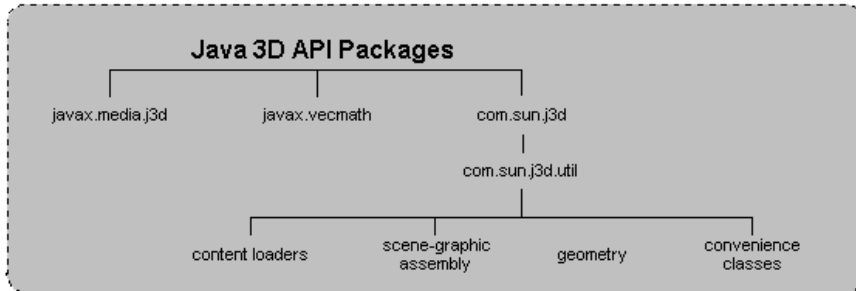 Java 3D API Packages
javax.media.j3d
javax.vecmath
com.sun.j3d
com.sun.j3d.util
content loaders
scene-graphic
assembly
geometry
convenience
classes